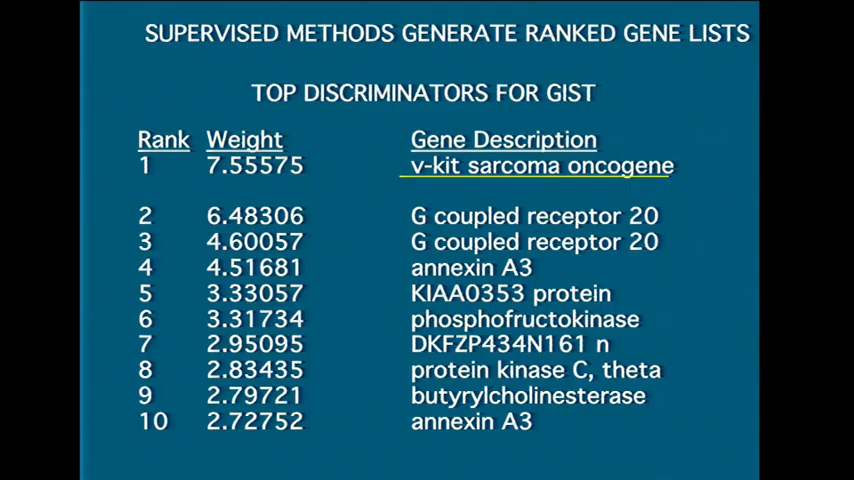 SUPERVISED METHODS GENERATE RANKED GENE LISTS
TOP DISCRIMINATORS FOR GIST
Rank Weight Gene Description
1 7.55575 v-kit sarcoma oncogene
2 6.48306 G coupled receptor 20
3 4.60057 G coupled receptor 20
4 4.51681 annexin A3
5 3.33057 KIAA0353 protein
6 3.31734 phosphofructokinase
7 2.95095 DKFZP434N161 n
8 2.83435 protein kinase C, theta
9 2.79721 butyrylcholinesterase
10 2.72752 annexin A3